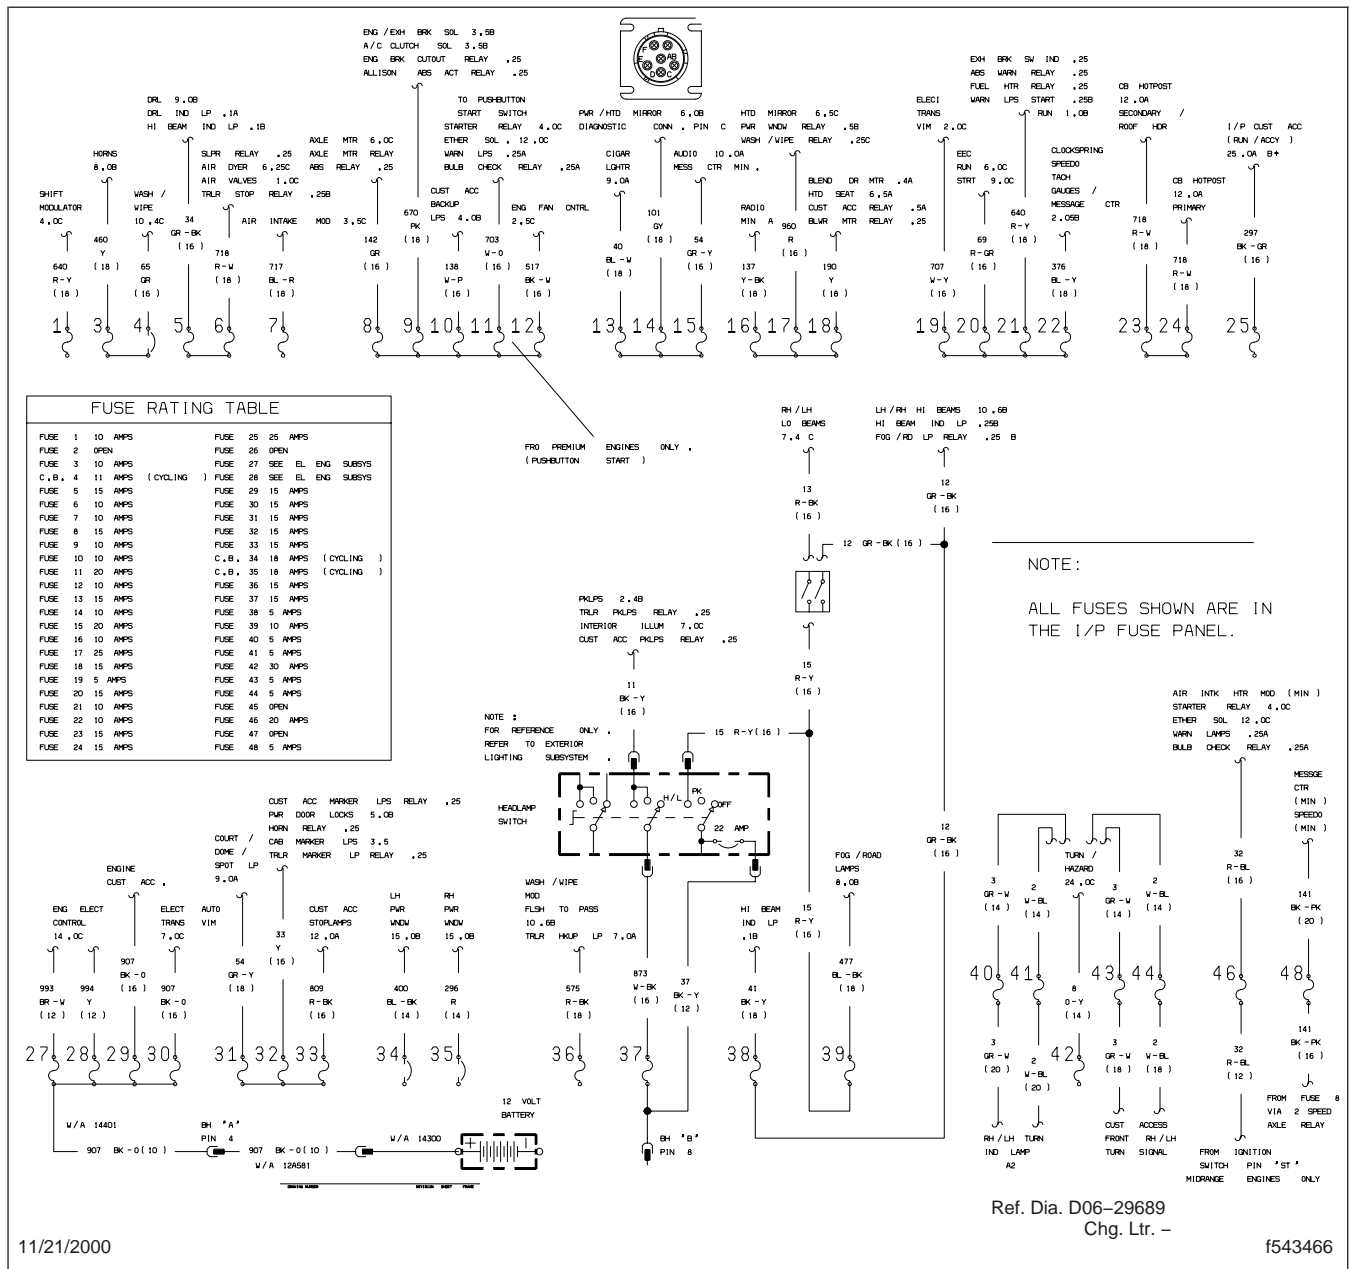 ENG / EXH BRK SOL 3.5B
A/C CLUTCH SOL 3.5B
ENG BRK CUTOUT RELAY .25
ALLISON ABS ACT RELAY .25
F
E
AB
D C
EXH BRK SW IND .25
ABS WARN RELAY .25
FUEL HTR RELAY .25
WARN LPS START .25B
RUN 1.0B
CB HOTPOST
12.0A
SECONDARY /
ROOF HDR
DRL 9.0B
DRL IND LP .1A
HI BEAM IND LP .1B
TO PUSHBUTTON
START SWITCH
STARTER RELAY 4.0C
ETHER SOL. 12.0C
WARN LPS .25A
BULB CHECK RELAY .25A
PWR / HTD MIRROR 6.0B
DIAGNOSTIC CONN. PIN C
HTD MIRROR 6.5C
PWR WNDW RELAY .5B
WASH / WIPE RELAY .25C
ELECT
TRANS
VIM 2.0C
I/P CUST ACC
(RUN / ACCY )
25.0A B+
AXLE MTR 6.0C
AXLE MTR RELAY
ABS RELAY .25
HORNS
8.0B
SLPR RELAY .25
AIR DYER 6.25C
AIR VALVES 1.0C
TRLR STOP RELAY .25B
CIGAR
LGHTR
9.0A
AUDIO 10.0A
MESS CTR MIN.
EEC
RUN 6.0C
STRT 9.0C
CLOCKSPRING
SPEEDO
TACH
GAUGES /
MESSAGE CTR
2.05B
SHIFT
MODULATOR
4.0C
WASH /
WIPE
10.4C
AIR INTAKE MOD 3.5C
CUST ACC
BACKUP
LPS 4.0B
ENG FAN CNTRL
2.5C
RADIO
MIN A
BLEND DR MTR .4A
HTD SEAT 6.5A
CUST ACC RELAY .5A
BLWR MTR RELAY .25
CB HOTPOST
12.0A
PRIMARY
640 R-Y (18)
460 Y (18)
65 GR (16)
34 GR-BK (16)
718 R-W (18)
717 BL-R (18)
142 GR (16)
670 PK (18)
138 W-P (16)
703 W-O (16)
517 BK-W (16)
40 BL-W (18)
101 GY (18)
54 GR-Y (16)
137 Y-BK (16)
960 R (16)
190 Y (18)
707 W-Y (16)
69 R-GR (16)
640 R-Y (18)
376 BL-Y (18)
718 R-W (18)
718 R-W (18)
297 BK-GR (16)
1 3 4 5 6 7 8 9 10 11 12 13 14 15 16 17 18 19 20 21 22 23 24 25
FRO PREMIUM ENGINES ONLY.
(PUSHBUTTON START )
FUSE RATING TABLE
FUSE 1 10 AMPS FUSE 25 25 AMPS
FUSE 2 OPEN FUSE 26 OPEN
FUSE 3 10 AMPS FUSE 27 SEE EL ENG SUBSYS
C.B. 4 11 AMPS (CYCLING ) FUSE 28 SEE EL ENG SUBSYS
FUSE 5 15 AMPS FUSE 29 15 AMPS
FUSE 6 10 AMPS FUSE 30 15 AMPS
FUSE 7 10 AMPS FUSE 31 15 AMPS
FUSE 8 15 AMPS FUSE 32 15 AMPS
FUSE 9 10 AMPS FUSE 33 15 AMPS
FUSE 10 10 AMPS C.B. 34 18 AMPS (CYCLING )
FUSE 11 20 AMPS C.B. 35 18 AMPS (CYCLING )
FUSE 12 10 AMPS FUSE 36 15 AMPS
FUSE 13 15 AMPS FUSE 37 15 AMPS
FUSE 14 10 AMPS FUSE 38 5 AMPS
FUSE 15 20 AMPS FUSE 39 10 AMPS
FUSE 16 10 AMPS FUSE 40 5 AMPS
FUSE 17 25 AMPS FUSE 41 5 AMPS
FUSE 18 15 AMPS FUSE 42 30 AMPS
FUSE 19 5 AMPS FUSE 43 5 AMPS
FUSE 20 15 AMPS FUSE 44 5 AMPS
FUSE 21 10 AMPS FUSE 45 OPEN
FUSE 22 10 AMPS FUSE 46 20 AMPS
FUSE 23 15 AMPS FUSE 47 OPEN
FUSE 24 15 AMPS FUSE 48 5 AMPS
RH / LH
LO BEAMS
7.4 C
LH / RH HI BEAMS 10.6B
HI BEAM IND LP .25B
FOG / RD LP RELAY .25 B
13 R-BK (16)
12 GR-BK (16)
12 GR-BK (16)
NOTE:
ALL FUSES SHOWN ARE IN
THE I/P FUSE PANEL.
PKLPS 2.4B
TRLR PKLPS RELAY .25
INTERIOR ILLUM 7.0C
CUST ACC PKLPS RELAY .25
11 BK-Y (16)
15 R-Y (16)
15 R-Y(16)
NOTE :
FOR REFERENCE ONLY.
REFER TO EXTERIOR
LIGHTING SUBSYSTEM.
HEADLAMP
SWITCH
H/L
PK
OFF
22 AMP
AIR INTK HTR MOD (MIN )
STARTER RELAY 4.0C
ETHER SOL 12.0C
WARN LAMPS .25A
BULB CHECK RELAY .25A
MESSGE
CTR
(MIN )
SPEEDO
(MIN )
CUST ACC MARKER LPS RELAY .25
PWR DOOR LOCKS 5.0B
HORN RELAY .25
CAB MARKER LPS 3.5
TRLR MARKER LP RELAY .25
COURT /
DOME /
SPOT LP
9.0A
ENGINE
CUST ACC.
ENG ELECT
CONTROL
14.0C
ELECT AUTO
TRANS VIM
7.0C
CUST ACC
STOPLAMPS
12.0A
LH
PWR
WNDW
15.0B
RH
PWR
WNDW
15.0B
WASH / WIPE
MOD
FLSH TO PASS
10.6B
TRLR HKUP LP 7.0A
HI BEAM
IND LP
.1B
FOG / ROAD
LAMPS
8.0B
TURN /
HAZARD
24.0C
993 BR-W (12)
994 Y (12)
907 BK-O (16)
907 BK-O (16)
54 GR-Y (18)
33 Y (16)
809 R-BK (16)
400 BL-BK (14)
296 R (14)
575 R-BK (18)
873 W-BK (16)
37 BK-Y (12)
41 BK-Y (18)
15 R-Y (16)
477 BL-BK (18)
12 GR-BK (16)
3 GR-W (14)
2 W-BL (14)
3 GR-W (14)
2 W-BL (14)
32 R-BL (16)
141 BK-PK (20)
27 28 29 30 31 32 33 34 35 36 37 38 39
40 41 43 44 46 48
42
8 O-Y (14)
3 GR-W (20)
2 W-BL (20)
3 GR-W (18)
2 W-BL (18)
32 R-BL (12)
141 BK-PK (16)
RH / LH TURN
IND LAMP
A2
CUST ACCESS
FRONT RH / LH
TURN SIGNAL
FROM IGNITION
SWITCH PIN 'ST'
MIDRANGE ENGINES ONLY
FROM FUSE 8
VIA 2 SPEED
AXLE RELAY
W/A 14401
907 BK-O(10)
BH 'A'
PIN 4
907 BK-O(10)
W/A 12A581
W/A 14300
12 VOLT
BATTERY
+ -
BH 'B'
PIN 8
DRAWING NUMBER REVISION SHEET FRAME
Ref. Dia. D06–29689
Chg. Ltr. –
11/21/2000
f543466